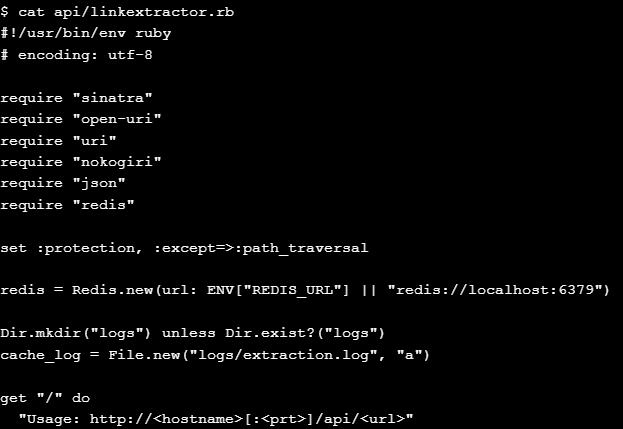 $ cat api/linkextractor.rb
#!/usr/bin/env ruby
# encoding: utf-8
require "sinatra"
require "open-uri"
require "uri"
require "nokogiri"
require "json"
require "redis"
set :protection, :except=>:path_traversal
redis = Redis.new(url: ENV["REDIS_URL"] || "redis://localhost:6379")
Dir.mkdir("logs") unless Dir.exist?("logs")
cache_log = File.new("logs/extraction.log", "a")
get "/" do
  "Usage: http://<hostname>[:<prt>]/api/<url>"